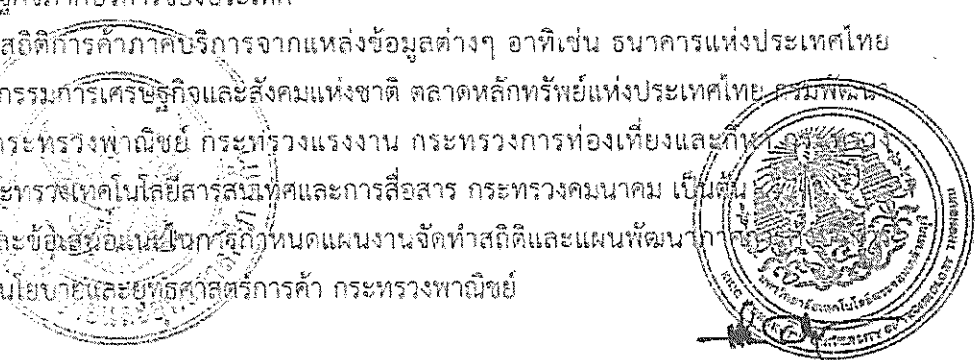 สถิติการค้าภาคบริการจากแหล่งข้อมูลต่างๆ อาทิเช่น ธนาคารแห่งประเทศไทย
กรรมการเศรษฐกิจและสังคมแห่งชาติ ตลาดหลักทรัพย์แห่งประเทศไทย กรมพัฒนา
กระทรวงพาณิชย์ กระทรวงแรงงาน กระทรวงการท่องเที่ยวและกีฬา กระทรวง
ะทรวงเทคโนโลยีสารสนเทศและการสื่อสาร กระทรวงคมนาคม เป็นต้น
ละข้อเสนอแนะเป็นการกำหนดแผนงานจัดทำสถิติและแผนพัฒนา
นโยบายและยุทธศาสตร์การค้า กระทรวงพาณิชย์